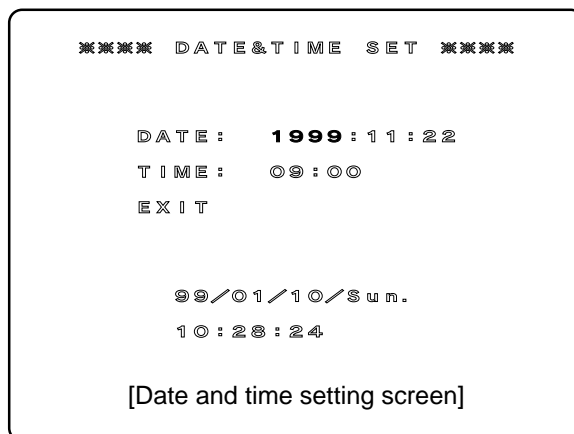 ※※※※ DATE&TIME SET ※※※※
DATE: 1999:11:22
TIME: 09:00
EXIT
99/01/10/Sun.
10:28:24
[Date and time setting screen]